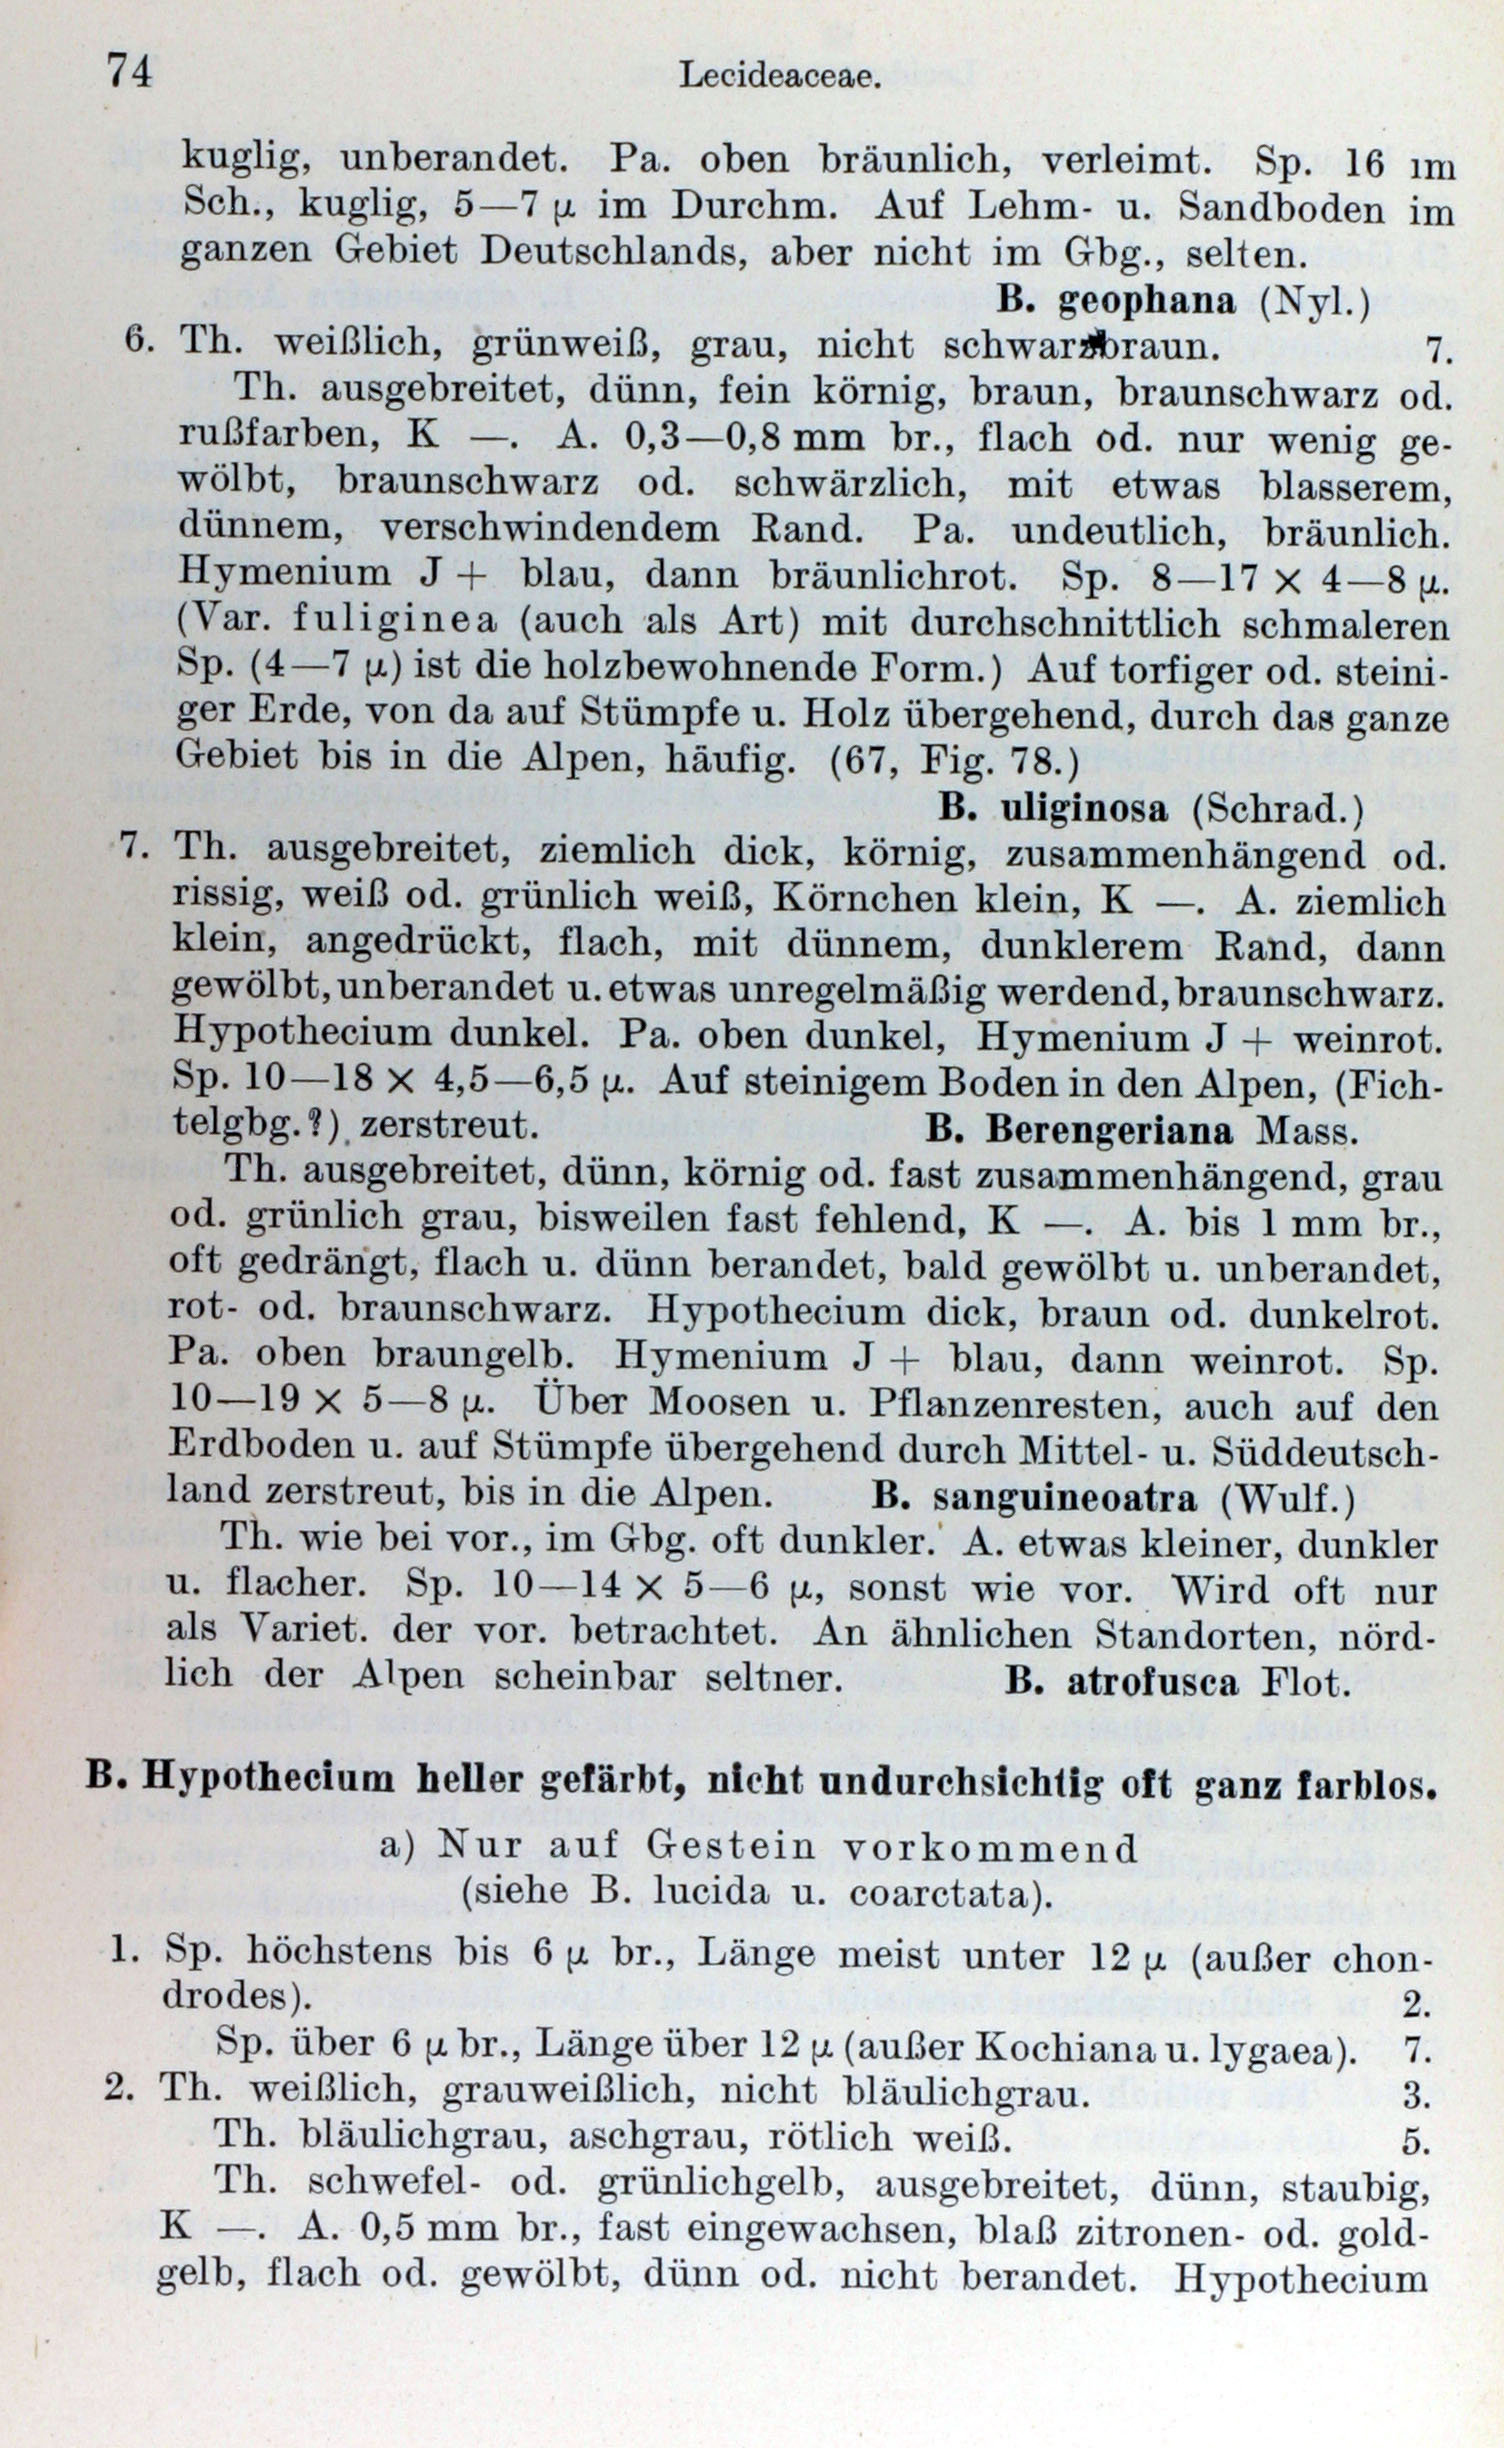 74
Lecideaceae.
kuglig, unberandet. Pa. oben bräunlich, verleimt. Sp. 16 im
Sch., kuglig, 5—7 µ im Durchm. Auf Lehm- u. Sandboden im
ganzen Gebiet Deutschlands, aber nicht im Gbg., selten.
B. geophana (Nyl.)
6. Th. weißlich, grünweiß, grau, nicht schwarzbraun. 7.
Th. ausgebreitet, dünn, fein körnig, braun, braunschwarz od.
rußfarben, K —. A. 0,3—0,8 mm br., flach od. nur wenig ge-
wölbt, braunschwarz od. schwärzlich, mit etwas blasserem,
dünnem, verschwindendem Rand. Pa. undeutlich, bräunlich.
Hymenium J + blau, dann bräunlichrot. Sp. 8—17 × 4—8 µ.
(Var. fuliginea (auch als Art) mit durchschnittlich schmaleren
Sp. (4—7 µ) ist die holzbewohnende Form.) Auf torfiger od. steini-
ger Erde, von da auf Stümpfe u. Holz übergehend, durch das ganze
Gebiet bis in die Alpen, häufig. (67, Fig. 78.)
B. uliginosa (Schrad.)
7. Th. ausgebreitet, ziemlich dick, körnig, zusammenhängend od.
rissig, weiß od. grünlich weiß, Körnchen klein, K —. A. ziemlich
klein, angedrückt, flach, mit dünnem, dunklerem Rand, dann
gewölbt, unberandet u. etwas unregelmäßig werdend, braunschwarz.
Hypothecium dunkel. Pa. oben dunkel, Hymenium J + weinrot.
Sp. 10—18 × 4,5—6,5 µ. Auf steinigem Boden in den Alpen, (Fich-
telgbg.?) zerstreut. B. Berengeriana Mass.
Th. ausgebreitet, dünn, körnig od. fast zusammenhängend, grau
od. grünlich grau, bisweilen fast fehlend, K —. A. bis 1 mm br.,
oft gedrängt, flach u. dünn berandet, bald gewölbt u. unberandet,
rot- od. braunschwarz. Hypothecium dick, braun od. dunkelrot.
Pa. oben braungelb. Hymenium J + blau, dann weinrot. Sp.
10—19 × 5—8 µ. Über Moosen u. Pflanzenresten, auch auf den
Erdboden u. auf Stümpfe übergehend durch Mittel- u. Süddeutsch-
land zerstreut, bis in die Alpen. B. sanguineoatra (Wulf.)
Th. wie bei vor., im Gbg. oft dunkler. A. etwas kleiner, dunkler
u. flacher. Sp. 10—14 × 5—6 µ, sonst wie vor. Wird oft nur
als Variet. der vor. betrachtet. An ähnlichen Standorten, nörd-
lich der Alpen scheinbar seltner. B. atrofusca Flot.
B. Hypothecium heller gefärbt, nicht undurchsichtig oft ganz farblos.
a) Nur auf Gestein vorkommend
(siehe B. lucida u. coarctata).
1. Sp. höchstens bis 6 µ br., Länge meist unter 12 µ (außer chon-
drodes). 2.
Sp. über 6 µ br., Länge über 12 µ (außer Kochiana u. lygaea). 7.
2. Th. weißlich, grauweißlich, nicht bläulichgrau. 3.
Th. bläulichgrau, aschgrau, rötlich weiß. 5.
Th. schwefel- od. grünlichgelb, ausgebreitet, dünn, staubig,
K —. A. 0,5 mm br., fast eingewachsen, blaß zitronen- od. gold-
gelb, flach od. gewölbt, dünn od. nicht berandet. Hypothecium